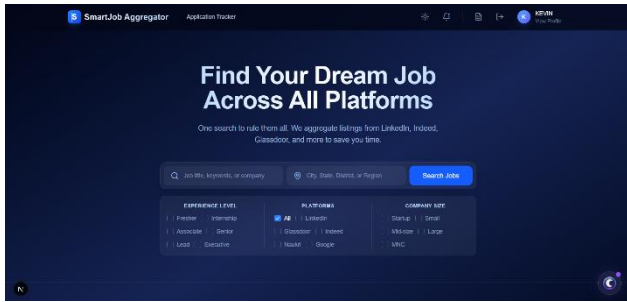 S SmartJob Aggregator Application Tracker K KEVIN
View Profile
Find Your Dream Job
Across All Platforms
One search to rule them all. We aggregate listings from LinkedIn, Indeed,
Glassdoor, and more to save you time.
Job title, keywords, or company City, State, District, or Region Search Jobs
EXPERIENCE LEVEL PLATFORMS COMPANY SIZE
Fresher Internship All LinkedIn Startup Small
Associate Senior Glassdoor Indeed Mid-size Large
Lead Executive Naukri Google MNC
N